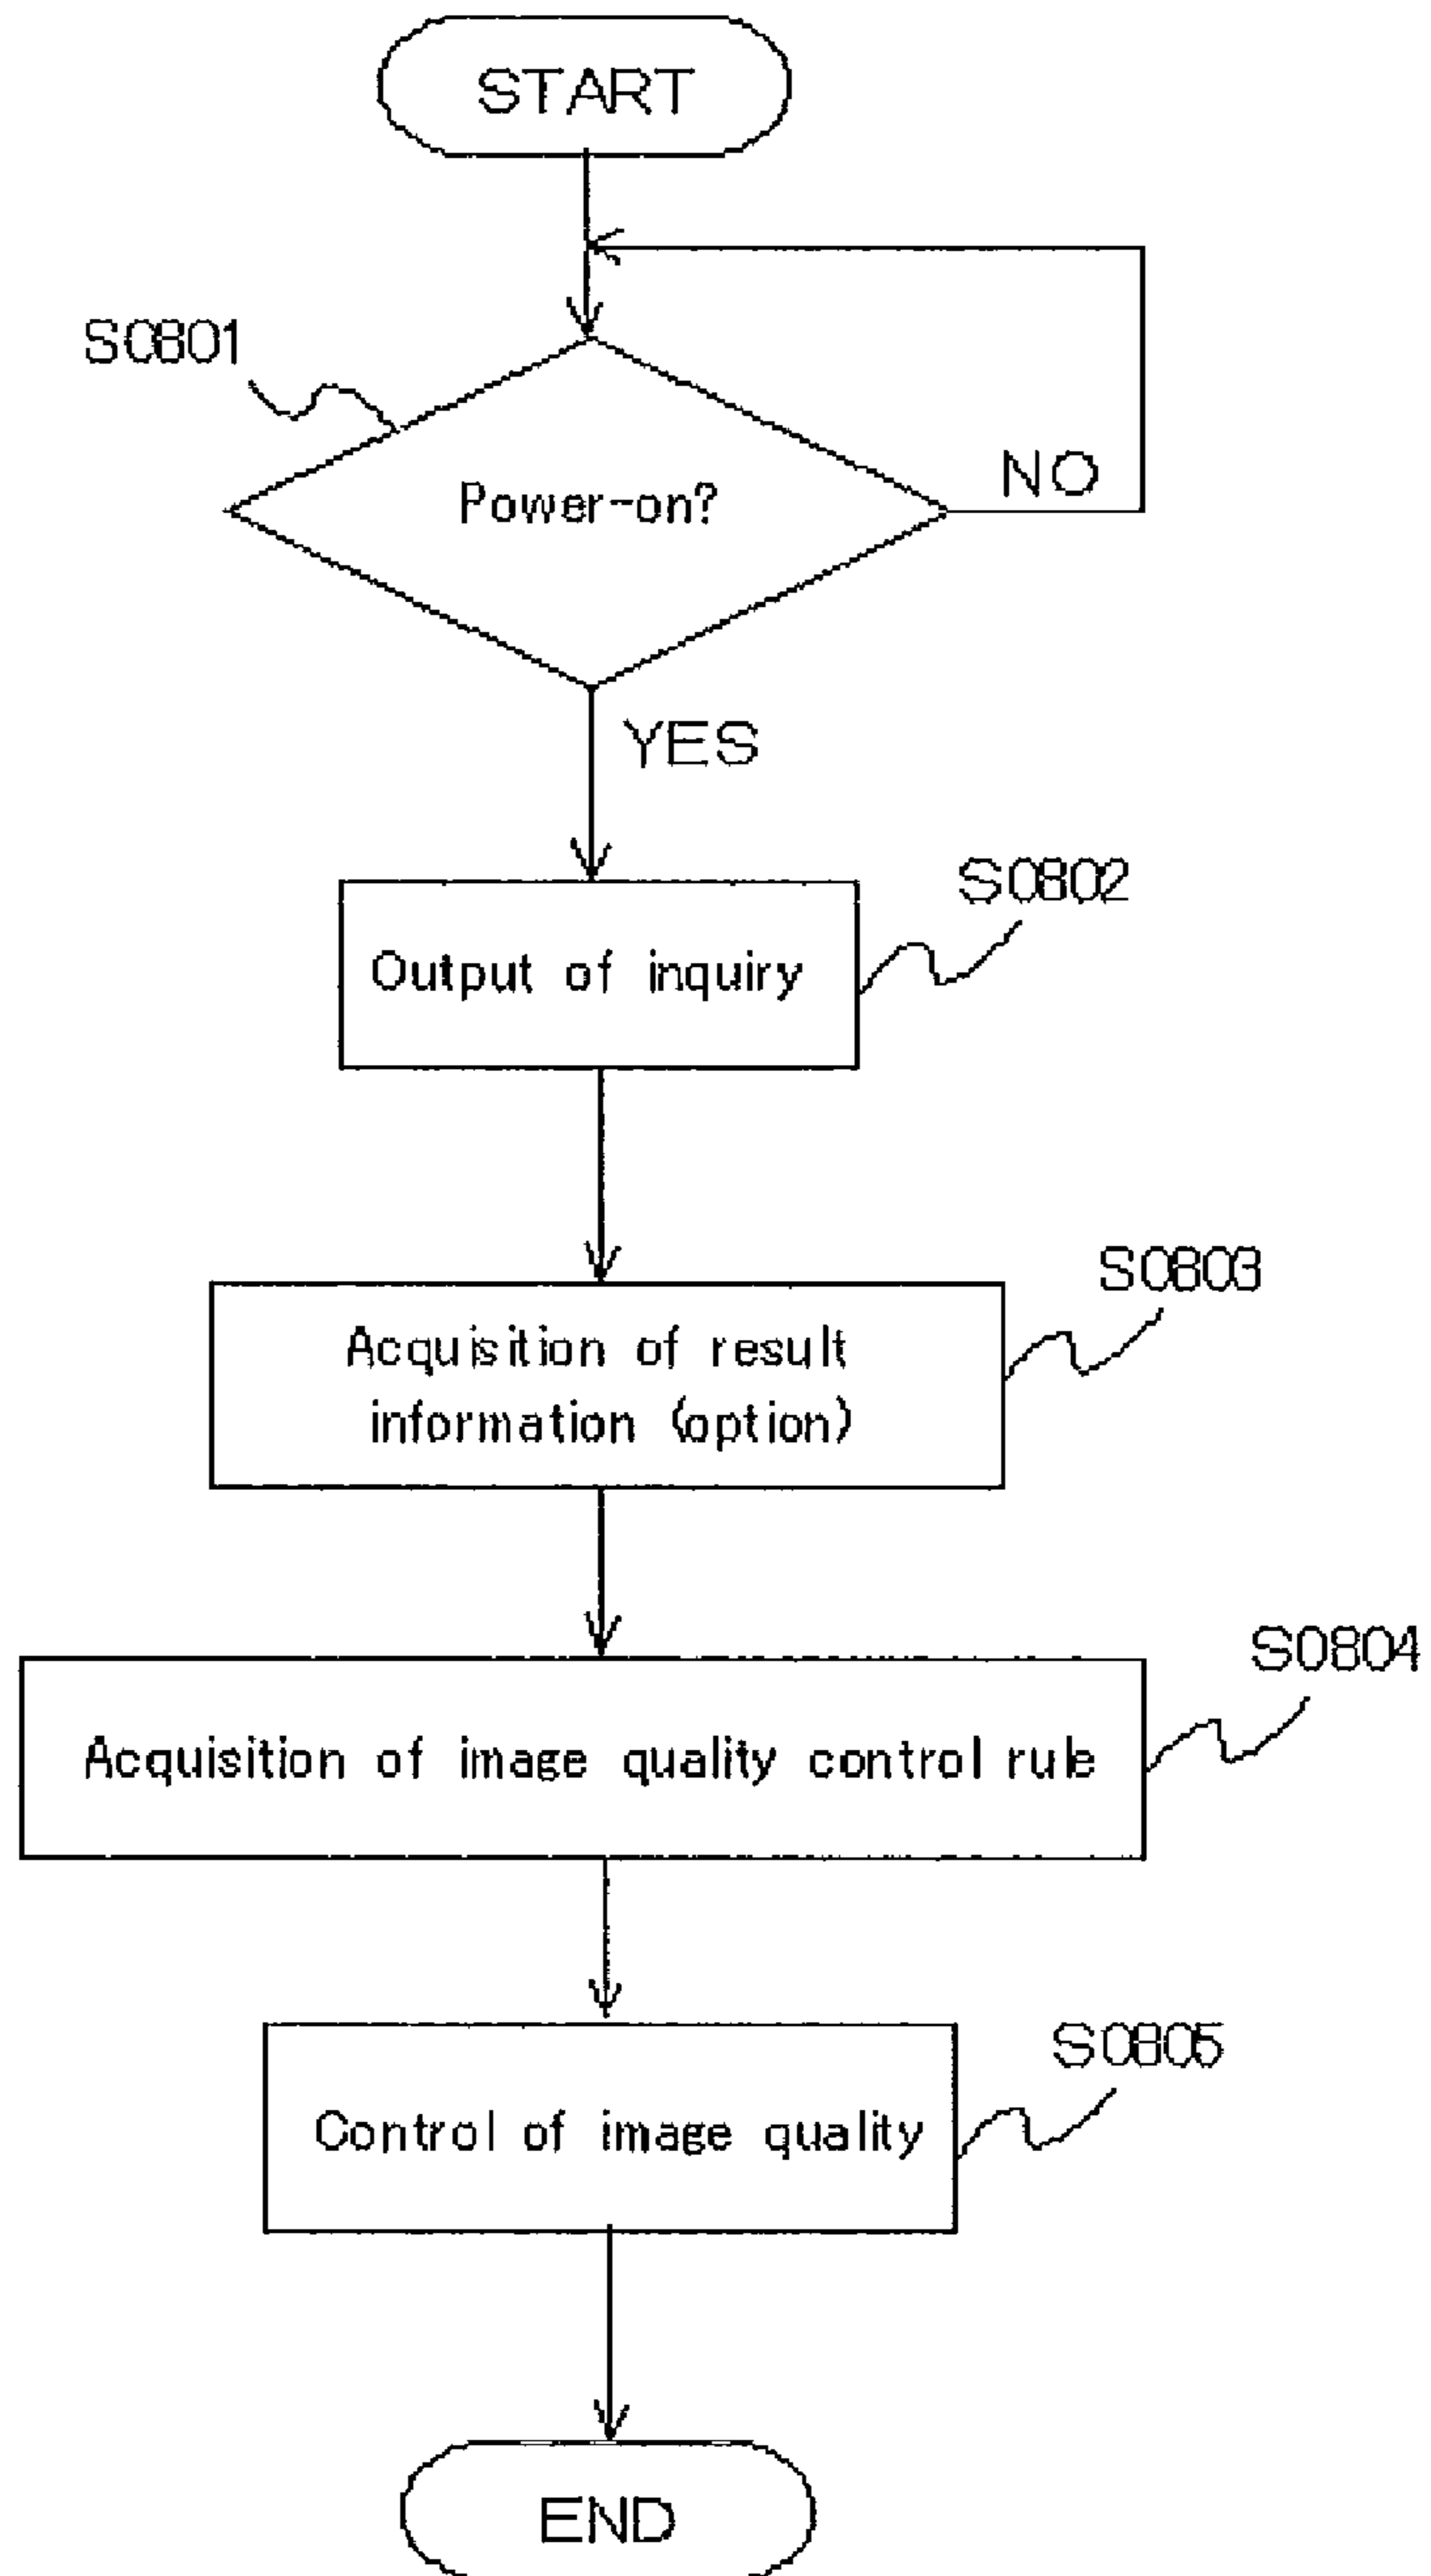 START
S0801
Power-on?
NO
YES
S0802
Output of inquiry
S0803
Acquisition of result
information (option)
S0804
Acquisition of image quality control rule
S0805
Control of image quality
END